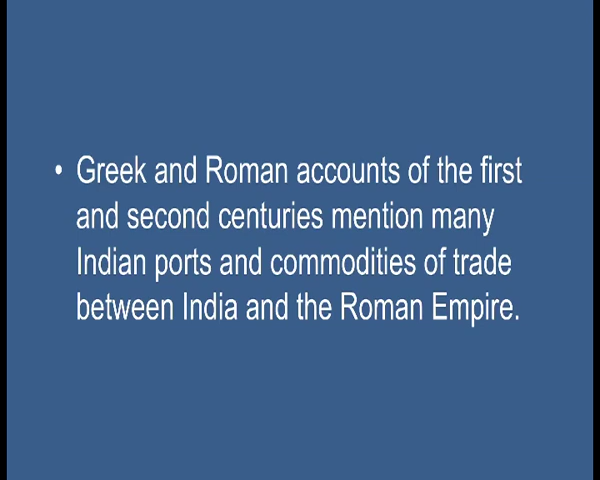 • Greek and Roman accounts of the first
and second centuries mention many
Indian ports and commodities of trade
between India and the Roman Empire.